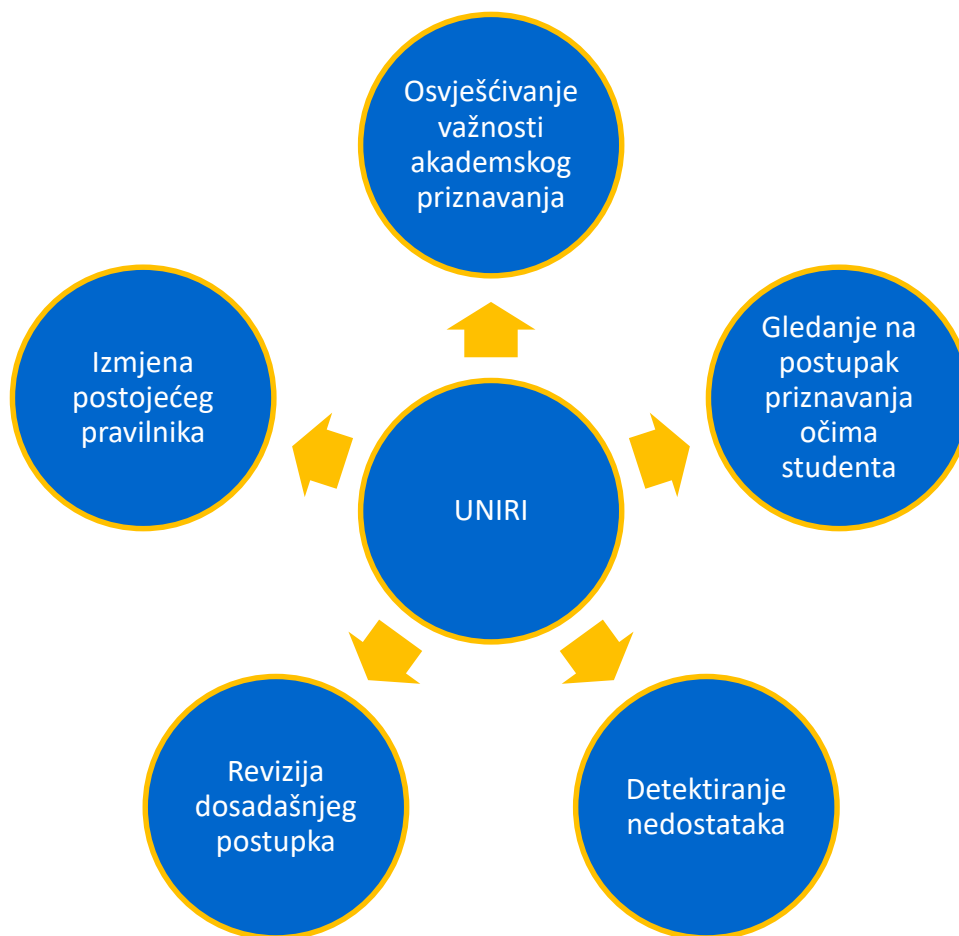 Osvješćivanje
važnosti
akademskog
priznavanja
Gledanje na
postupak
priznavanja
očima
studenta
Izmjena
postojećeg
pravilnika
UNIRI
Revizija
dosadašnjeg
postupka
Detektiranje
nedostataka